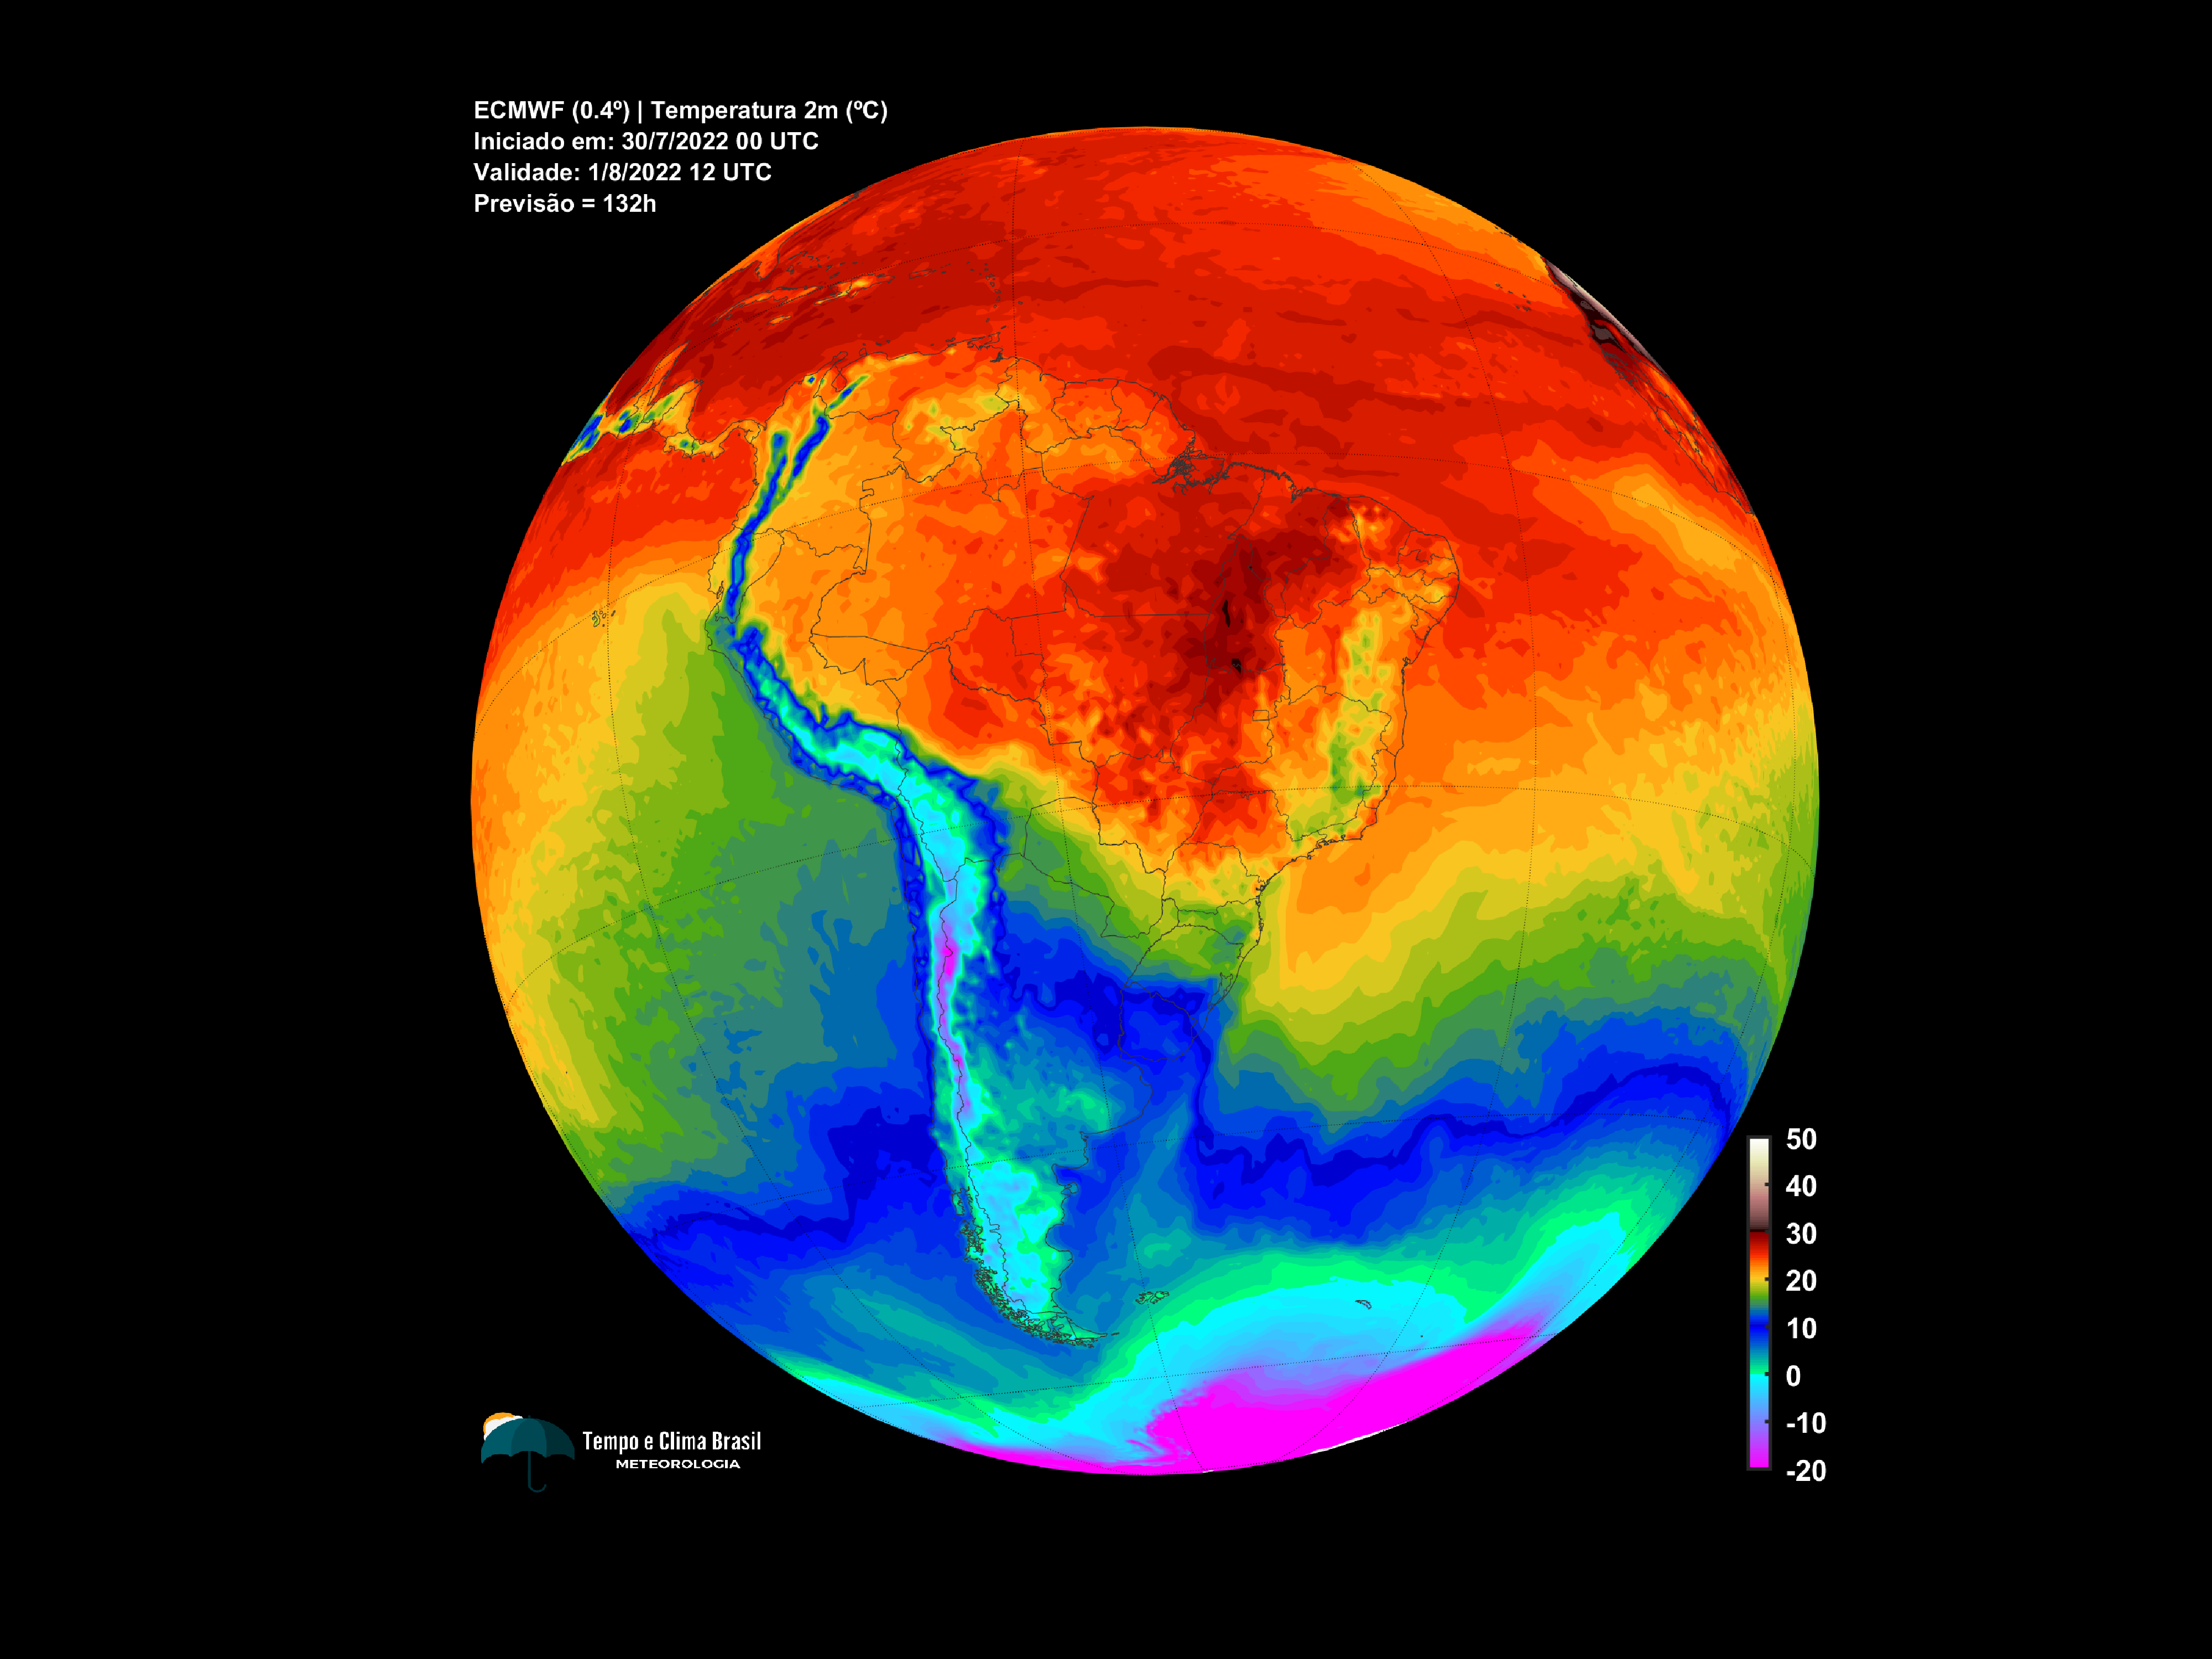 ECMWF (0.4º) | Temperatura 2m (ºC)
Iniciado em: 30/7/2022 00 UTC
Validade: 1/8/2022 12 UTC
Previsão = 132h
50
40
30
20
10
0
-10
-20
Tempo e Clima Brasil
METEOROLOGIA